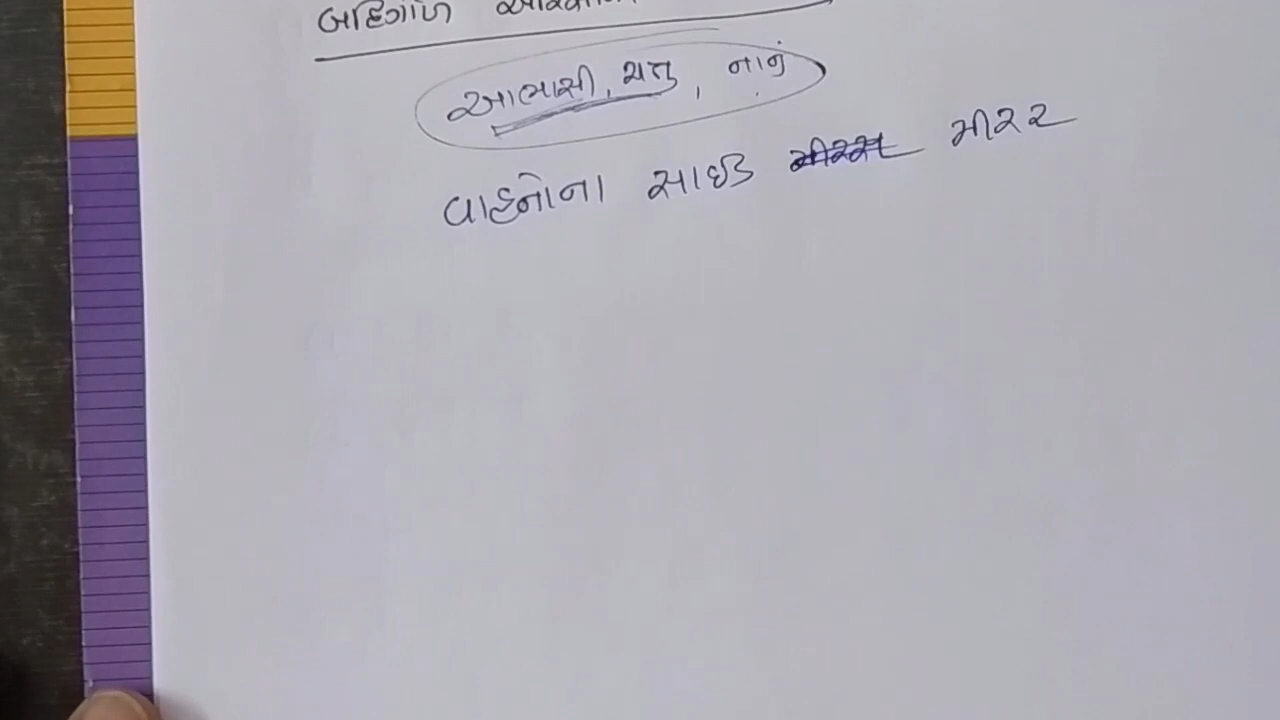 બહિર્ગોળ
આભાસી, ચતુ, નાનું
વાહનોના સાઈડ મીરર